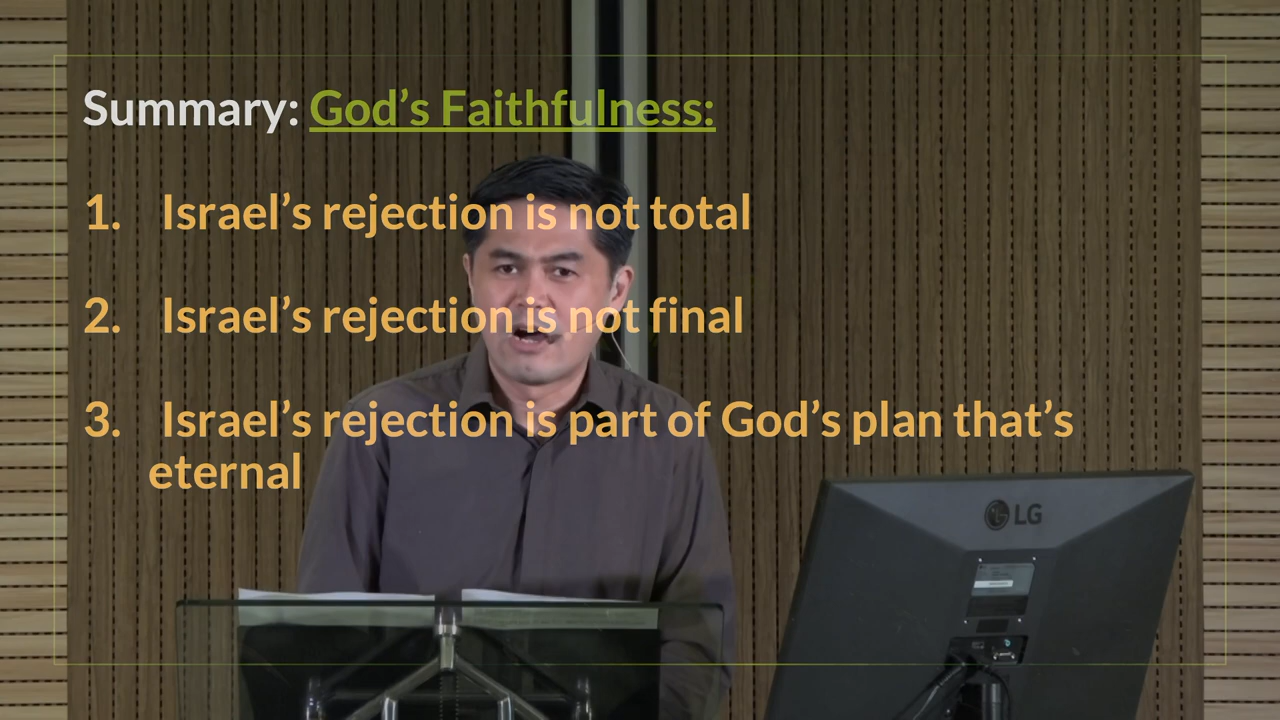 Summary: God’s Faithfulness:
1. Israel’s rejection is not total
2. Israel’s rejection is not final
3. Israel’s rejection is part of God’s plan that’s
eternal
LG